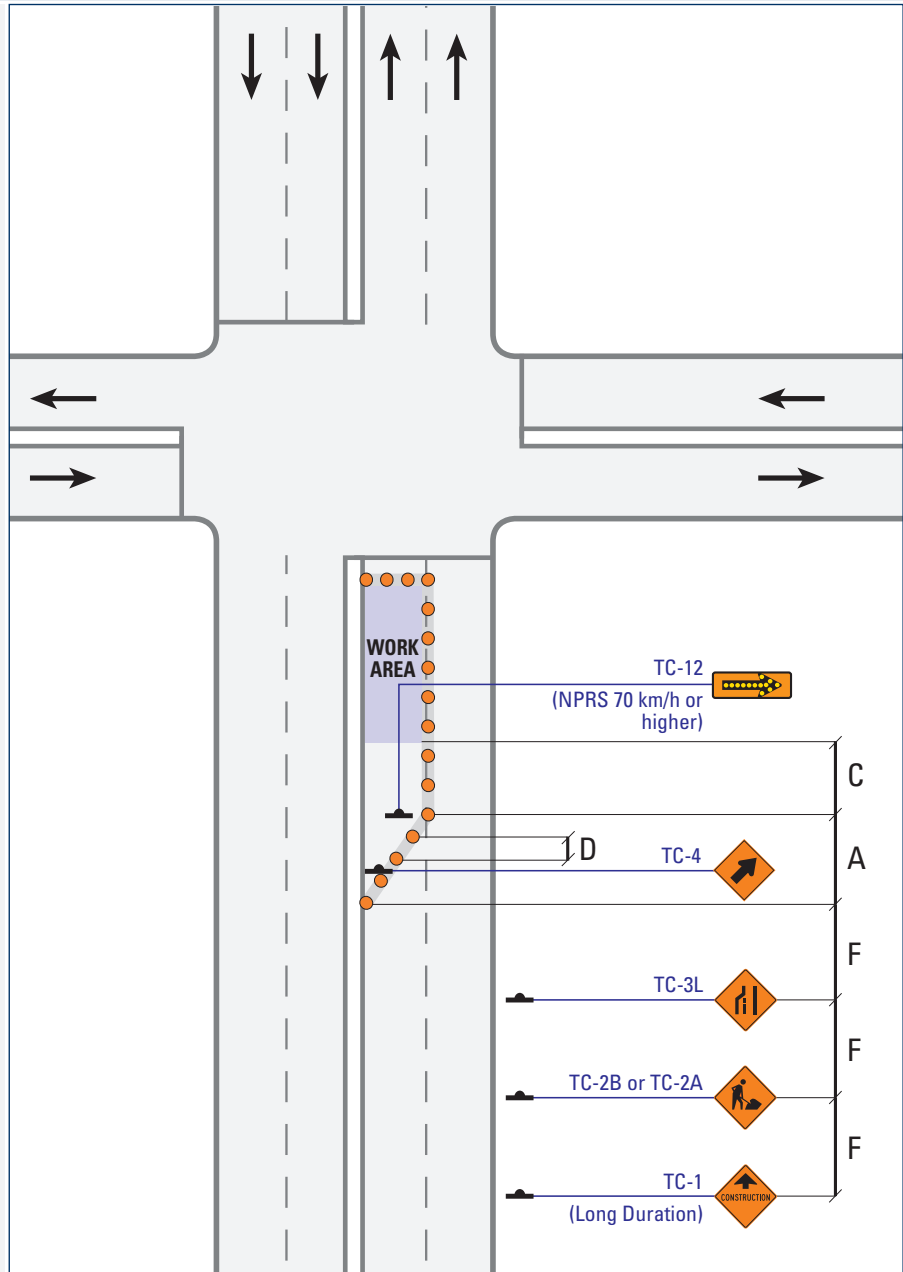 WORK
AREA
TC-12
(NPRS 70 km/h or
higher)
C
D
TC-4
A
F
TC-3L
F
TC-2B or TC-2A
F
TC-1
(Long Duration)
CONSTRUCTION